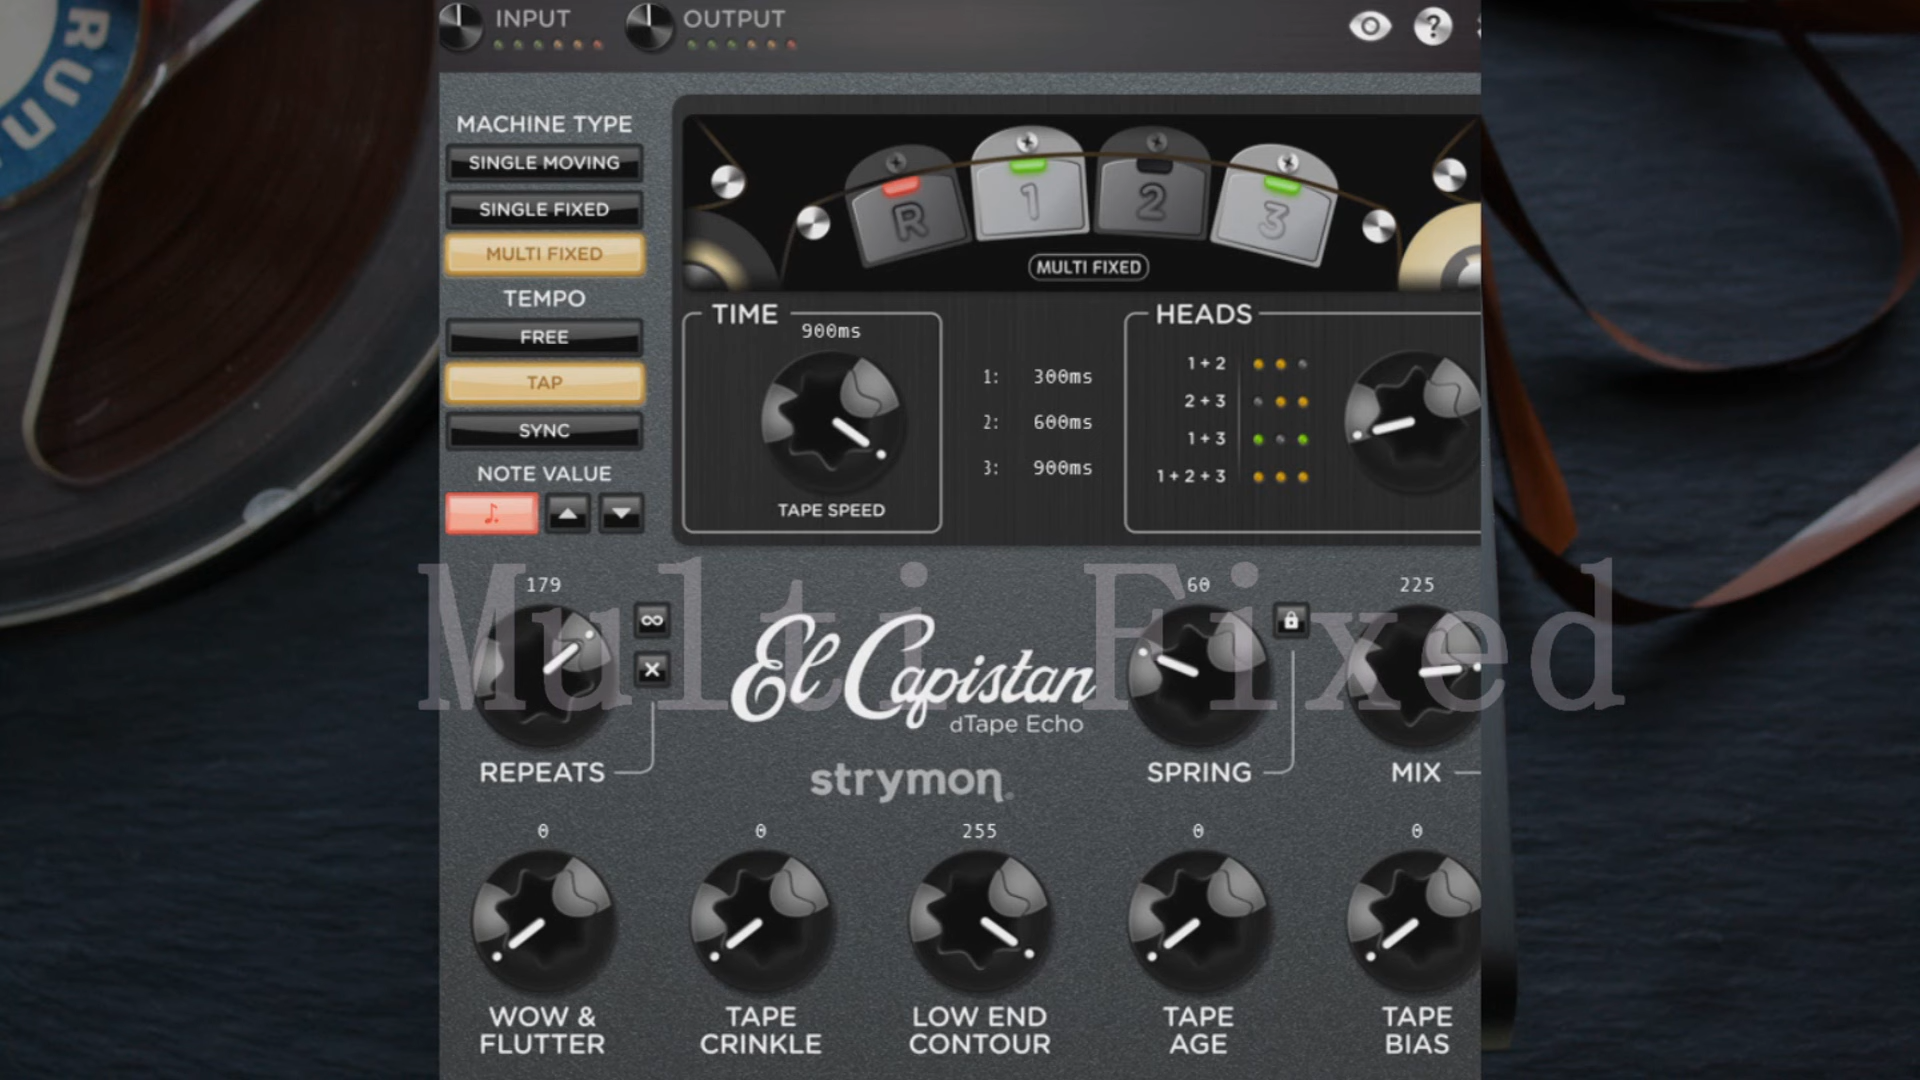 RUN
INPUT
OUTPUT
?
MACHINE TYPE
SINGLE MOVING
SINGLE FIXED
MULTI FIXED
TEMPO
FREE
TAP
SYNC
NOTE VALUE
R
1
2
3
MULTI FIXED
TIME
900ms
TAPE SPEED
1: 300ms
2: 600ms
3: 900ms
HEADS
1 + 2
2 + 3
1 + 3
1 + 2 + 3
Multi Fixed
179
∞
X
REPEATS
El Capistan
dTape Echo
strymon
60
SPRING
225
MIX
0
WOW &
FLUTTER
0
TAPE
CRINKLE
255
LOW END
CONTOUR
0
TAPE
AGE
0
TAPE
BIAS